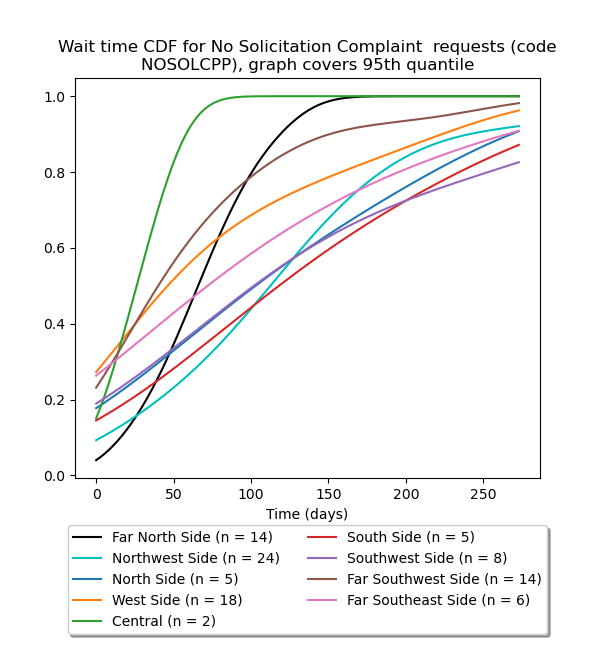 Wait time CDF for No Solicitation Complaint  requests (code
NOSOLCPP), graph covers 95th quantile
1.0
0.8
0.6
0.4
0.2
0.0
0 50 100 150 200 250
Time (days)
Far North Side (n = 14)
Northwest Side (n = 24)
North Side (n = 5)
West Side (n = 18)
Central (n = 2)
South Side (n = 5)
Southwest Side (n = 8)
Far Southwest Side (n = 14)
Far Southeast Side (n = 6)